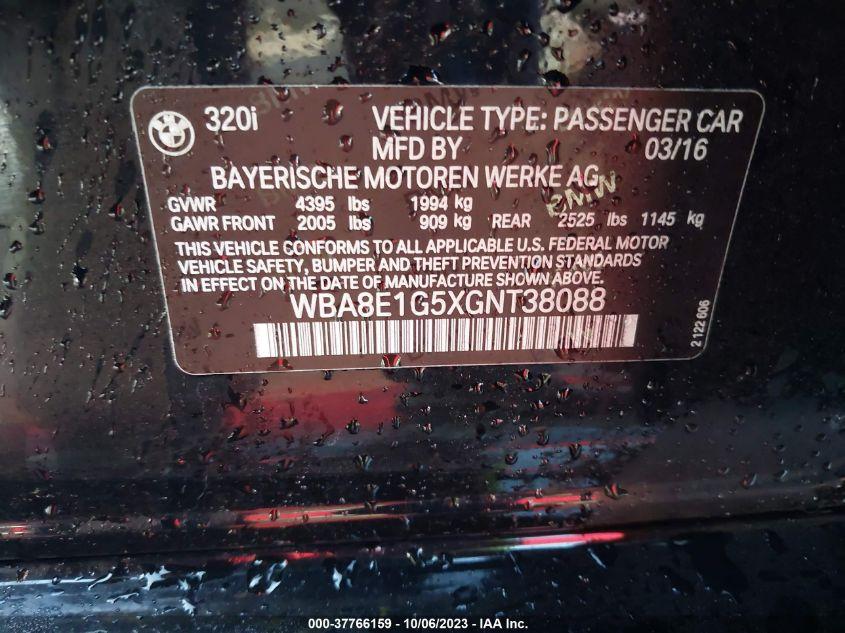 320i VEHICLE TYPE: PASSENGER CAR
MFD BY 03/16
BAYERISCHE MOTOREN WERKE AG
GVWR 4395 lbs 1994 kg
GAWR FRONT 2005 lbs 909 kg REAR 2525 lbs 1145 kg
THIS VEHICLE CONFORMS TO ALL APPLICABLE U.S. FEDERAL MOTOR
VEHICLE SAFETY, BUMPER AND THEFT PREVENTION STANDARDS
IN EFFECT ON THE DATE OF MANUFACTURE SHOWN ABOVE.
WBA8E1G5XGNT38088
2 122 606
BMW
000-37766159 - 10/06/2023 - IAA Inc.